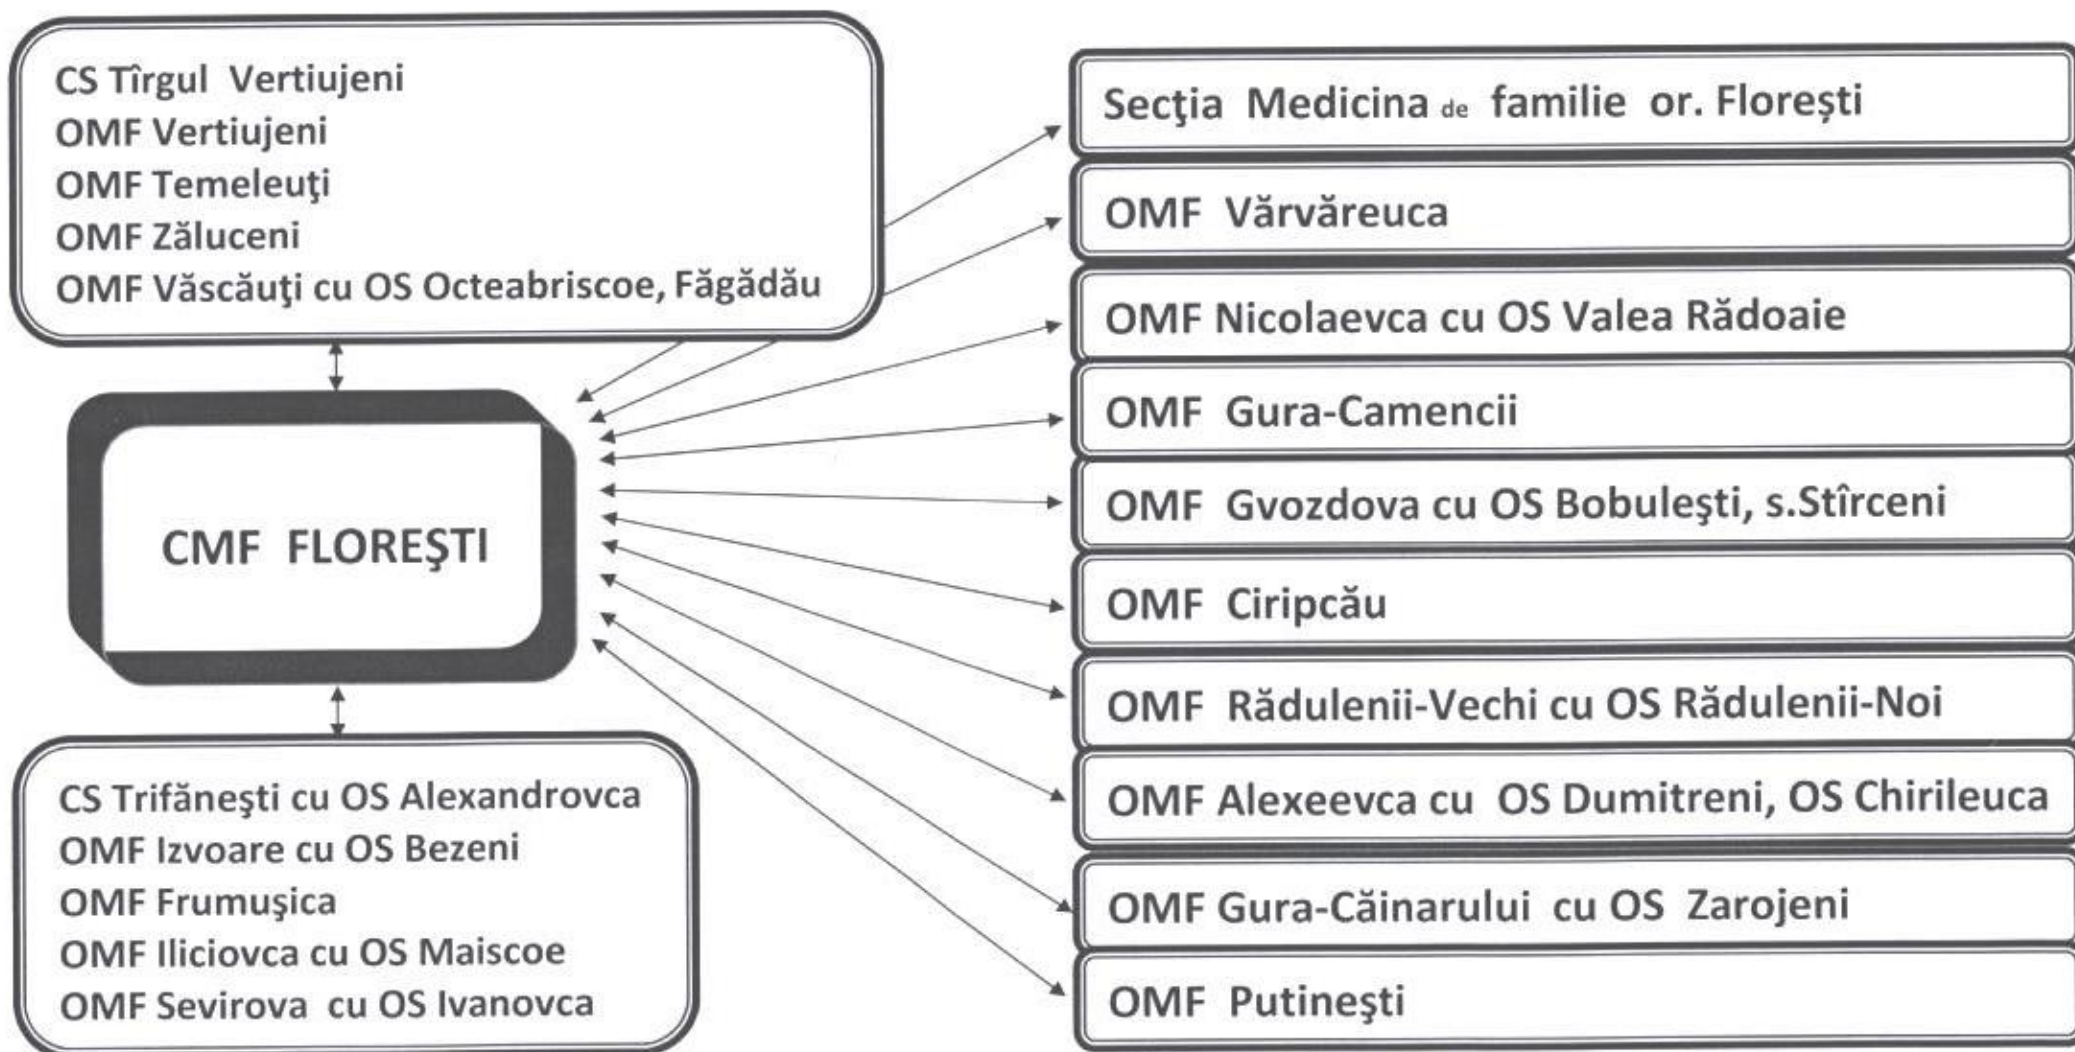 CS Tîrgul Vertiujeni
OMF Vertiujeni
OMF Temeleuţi
OMF Zăluceni
OMF Văscăuţi cu OS Octeabriscoe, Făgădău
CMF FLOREŞTI
CS Trifăneşti cu OS Alexandrovca
OMF Izvoare cu OS Bezeni
OMF Frumuşica
OMF Iliciovca cu OS Maiscoe
OMF Sevirova cu OS Ivanovca
Secţia Medicina de familie or. Floreşti
OMF Vărvăreuca
OMF Nicolaevca cu OS Valea Rădoaie
OMF Gura-Camencii
OMF Gvozdova cu OS Bobuleşti, s.Stîrceni
OMF Ciripcău
OMF Rădulenii-Vechi cu OS Rădulenii-Noi
OMF Alexeevca cu OS Dumitreni, OS Chirileuca
OMF Gura-Căinarului cu OS Zarojeni
OMF Putineşti